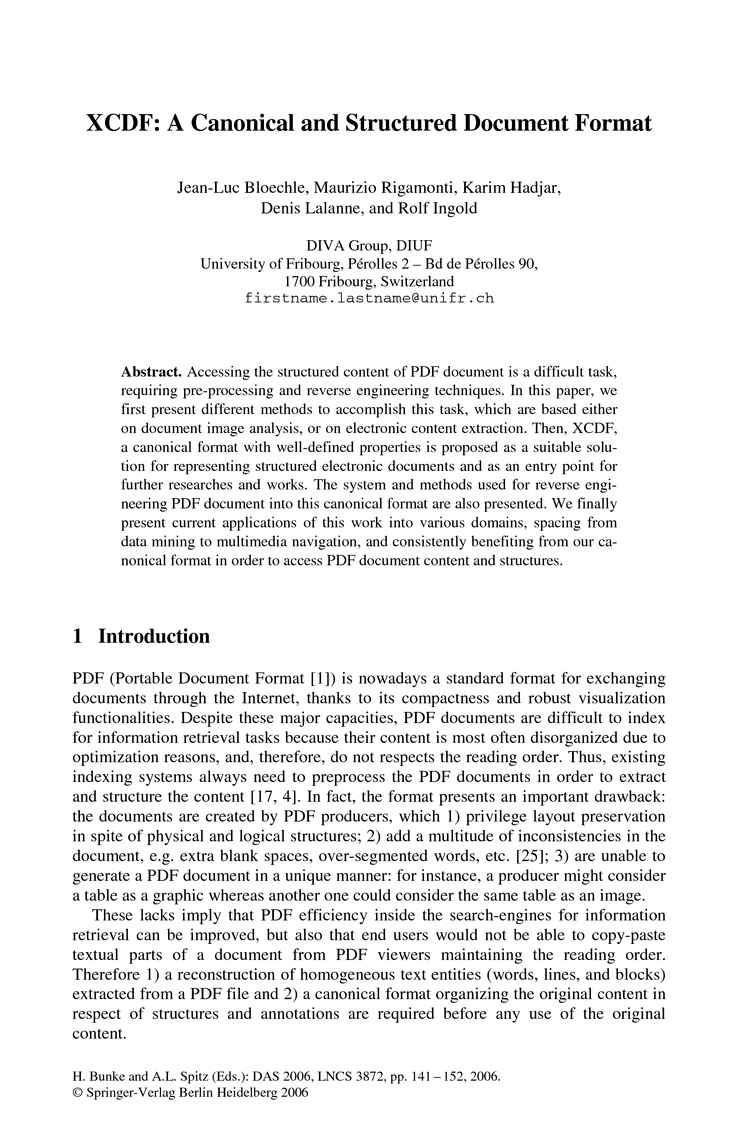 XCDF: A Canonical and Structured Document Format
Jean-Luc Bloechle, Maurizio Rigamonti, Karim Hadjar,
Denis Lalanne, and Rolf Ingold
DIVA Group, DIUF
University of Fribourg, Pérolles 2 – Bd de Pérolles 90,
1700 Fribourg, Switzerland
firstname.lastname@unifr.ch
Abstract. Accessing the structured content of PDF document is a difficult task,
requiring pre-processing and reverse engineering techniques. In this paper, we
first present different methods to accomplish this task, which are based either
on document image analysis, or on electronic content extraction. Then, XCDF,
a canonical format with well-defined properties is proposed as a suitable solu-
tion for representing structured electronic documents and as an entry point for
further researches and works. The system and methods used for reverse engi-
neering PDF document into this canonical format are also presented. We finally
present current applications of this work into various domains, spacing from
data mining to multimedia navigation, and consistently benefiting from our ca-
nonical format in order to access PDF document content and structures.
1 Introduction
PDF (Portable Document Format [1]) is nowadays a standard format for exchanging
documents through the Internet, thanks to its compactness and robust visualization
functionalities. Despite these major capacities, PDF documents are difficult to index
for information retrieval tasks because their content is most often disorganized due to
optimization reasons, and, therefore, do not respects the reading order. Thus, existing
indexing systems always need to preprocess the PDF documents in order to extract
and structure the content [17, 4]. In fact, the format presents an important drawback:
the documents are created by PDF producers, which 1) privilege layout preservation
in spite of physical and logical structures; 2) add a multitude of inconsistencies in the
document, e.g. extra blank spaces, over-segmented words, etc. [25]; 3) are unable to
generate a PDF document in a unique manner: for instance, a producer might consider
a table as a graphic whereas another one could consider the same table as an image.
These lacks imply that PDF efficiency inside the search-engines for information
retrieval can be improved, but also that end users would not be able to copy-paste
textual parts of a document from PDF viewers maintaining the reading order.
Therefore 1) a reconstruction of homogeneous text entities (words, lines, and blocks)
extracted from a PDF file and 2) a canonical format organizing the original content in
respect of structures and annotations are required before any use of the original
content.
H. Bunke and A.L. Spitz (Eds.): DAS 2006, LNCS 3872, pp. 141 – 152, 2006.
© Springer-Verlag Berlin Heidelberg 2006